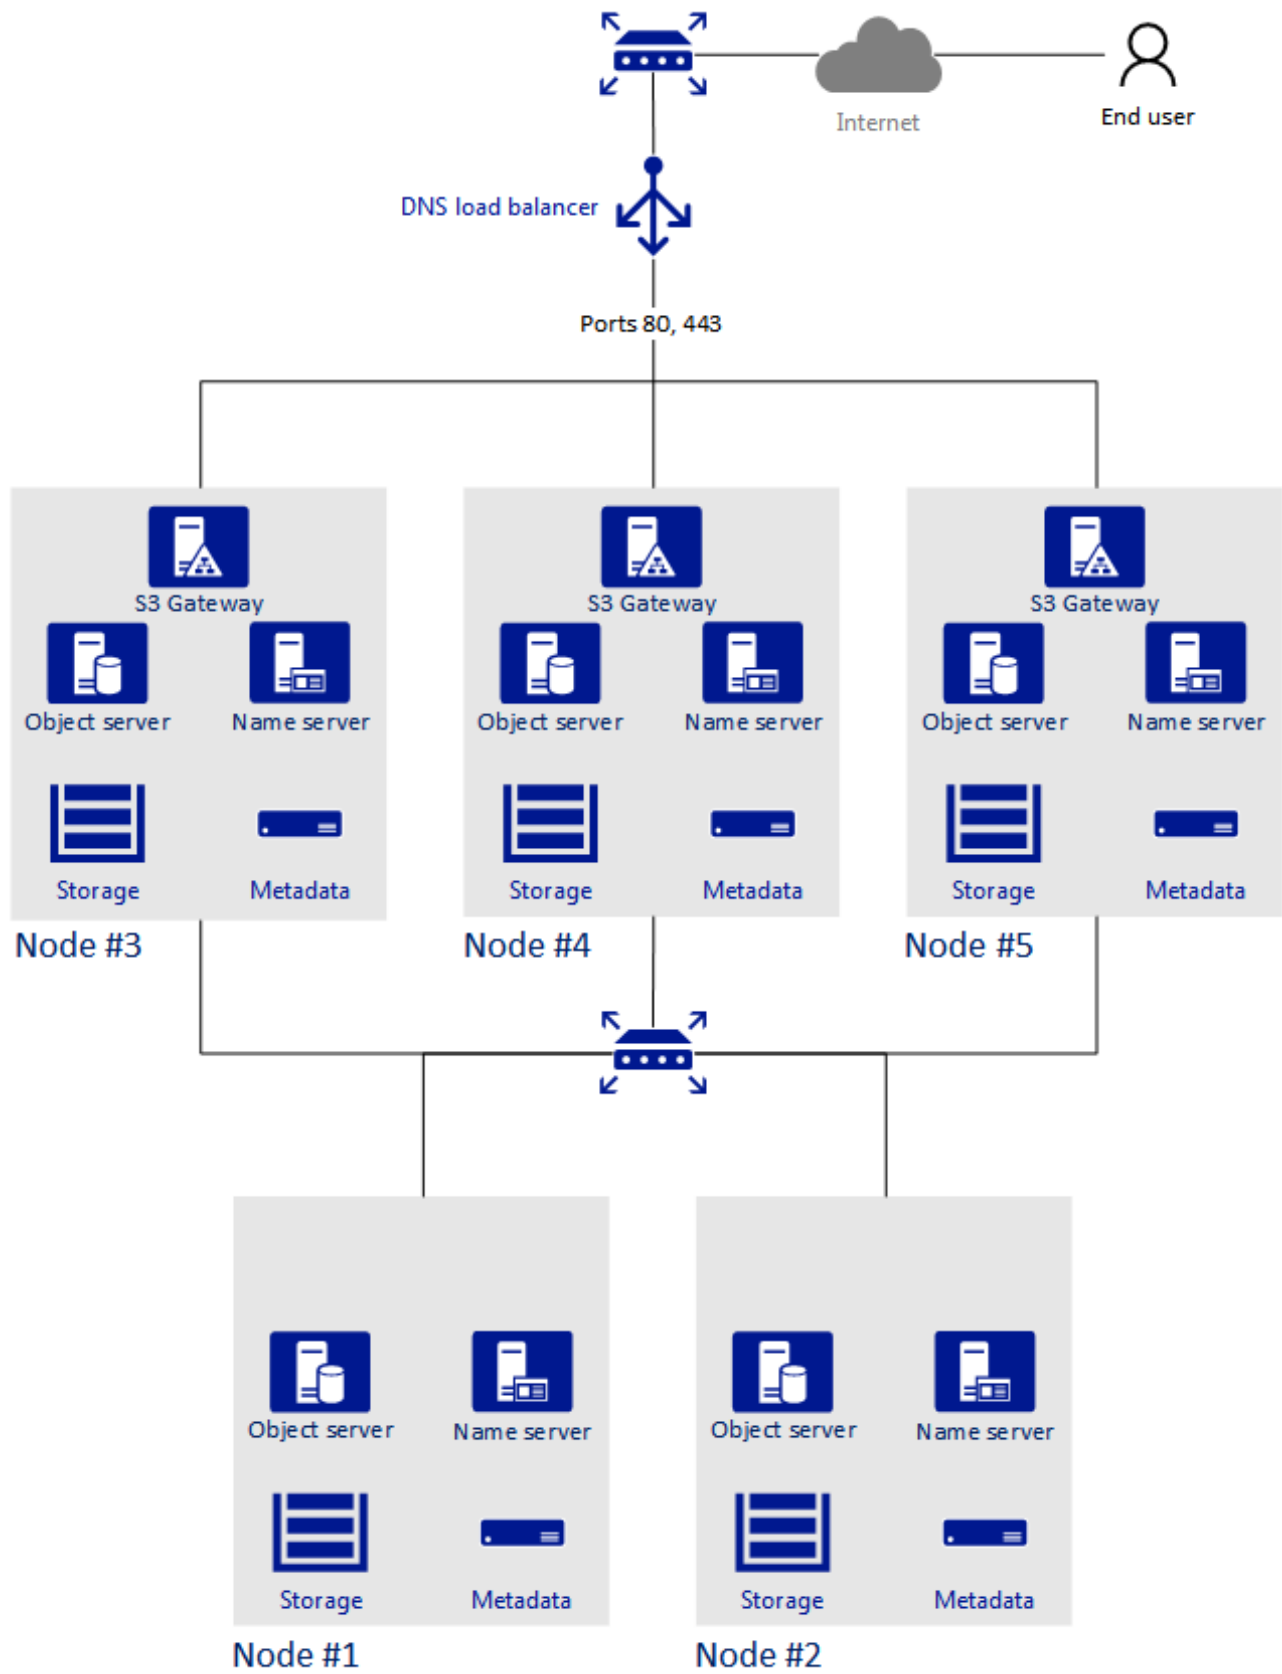 Internet
End user
DNS load balancer
Ports 80, 443
S3 Gateway
Object server
Name server
Storage
Metadata
Node #3
S3 Gateway
Object server
Name server
Storage
Metadata
Node #4
S3 Gateway
Object server
Name server
Storage
Metadata
Node #5
Object server
Name server
Storage
Metadata
Node #1
Object server
Name server
Storage
Metadata
Node #2